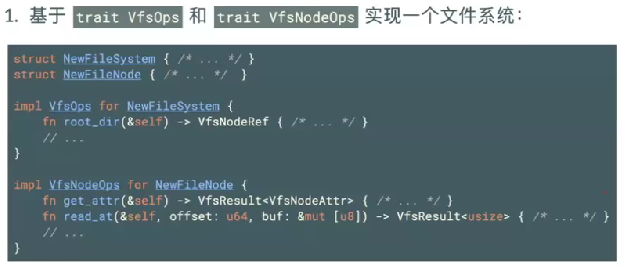 1. 基于 trait VfsOps 和 trait VfsNodeOps 实现一个文件系统：
struct NewFileSystem { /* ... */ }
struct NewFileNode { /* ... */  }
impl VfsOps for NewFileSystem {
    fn root_dir(&self) -> VfsNodeRef { /* ... */ }
    // ...
}
impl VfsNodeOps for NewFileNode {
    fn get_attr(&self) -> VfsResult<VfsNodeAttr> { /* ... */ }
    fn read_at(&self, offset: u64, buf: &mut [u8]) -> VfsResult<usize> { /* ... */ }
    // ...
}